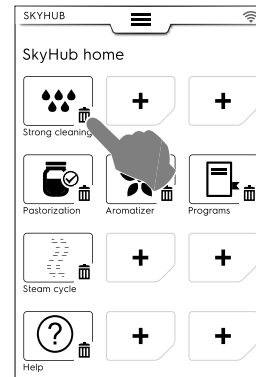 SKYHUB
SkyHub home
+ +
Strong cleaning
Pastorization Aromatizer Programs
+ +
Steam cycle
? + +
Help